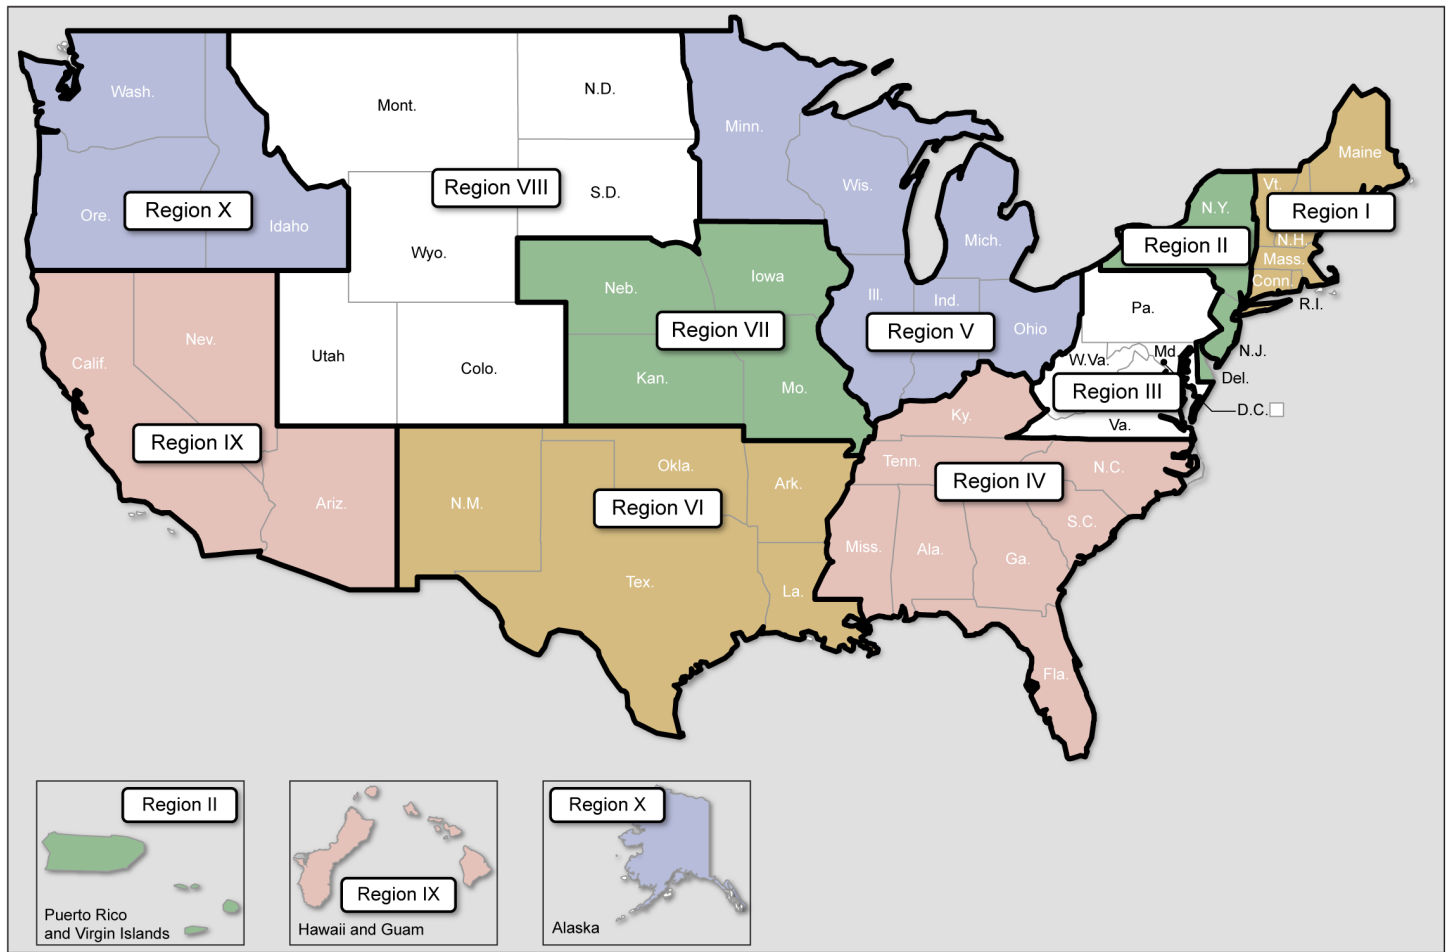 Wash.
Mont.
N.D.
Minn.
Maine
Ore.
Region X
Idaho
Region VIII
S.D.
Wis.
Vt.
N.Y.
Region I
Wyo.
Mich.
Region II
N.H.
Mass.
Conn.
R.I.
Neb.
Iowa
Ill.
Ind.
Ohio
Pa.
Nev.
Calif.
Utah
Colo.
Region VII
Region V
N.J.
W.Va.
Md.
Kan.
Mo.
Region III
Del.
D.C.
Va.
Ky.
Region IX
Tenn.
N.C.
Okla.
Ark.
Region IV
Ariz.
N.M.
Region VI
S.C.
Miss.
Ala.
Ga.
Tex.
La.
Fla.
Region II
Puerto Rico
and Virgin Islands
Region IX
Hawaii and Guam
Region X
Alaska